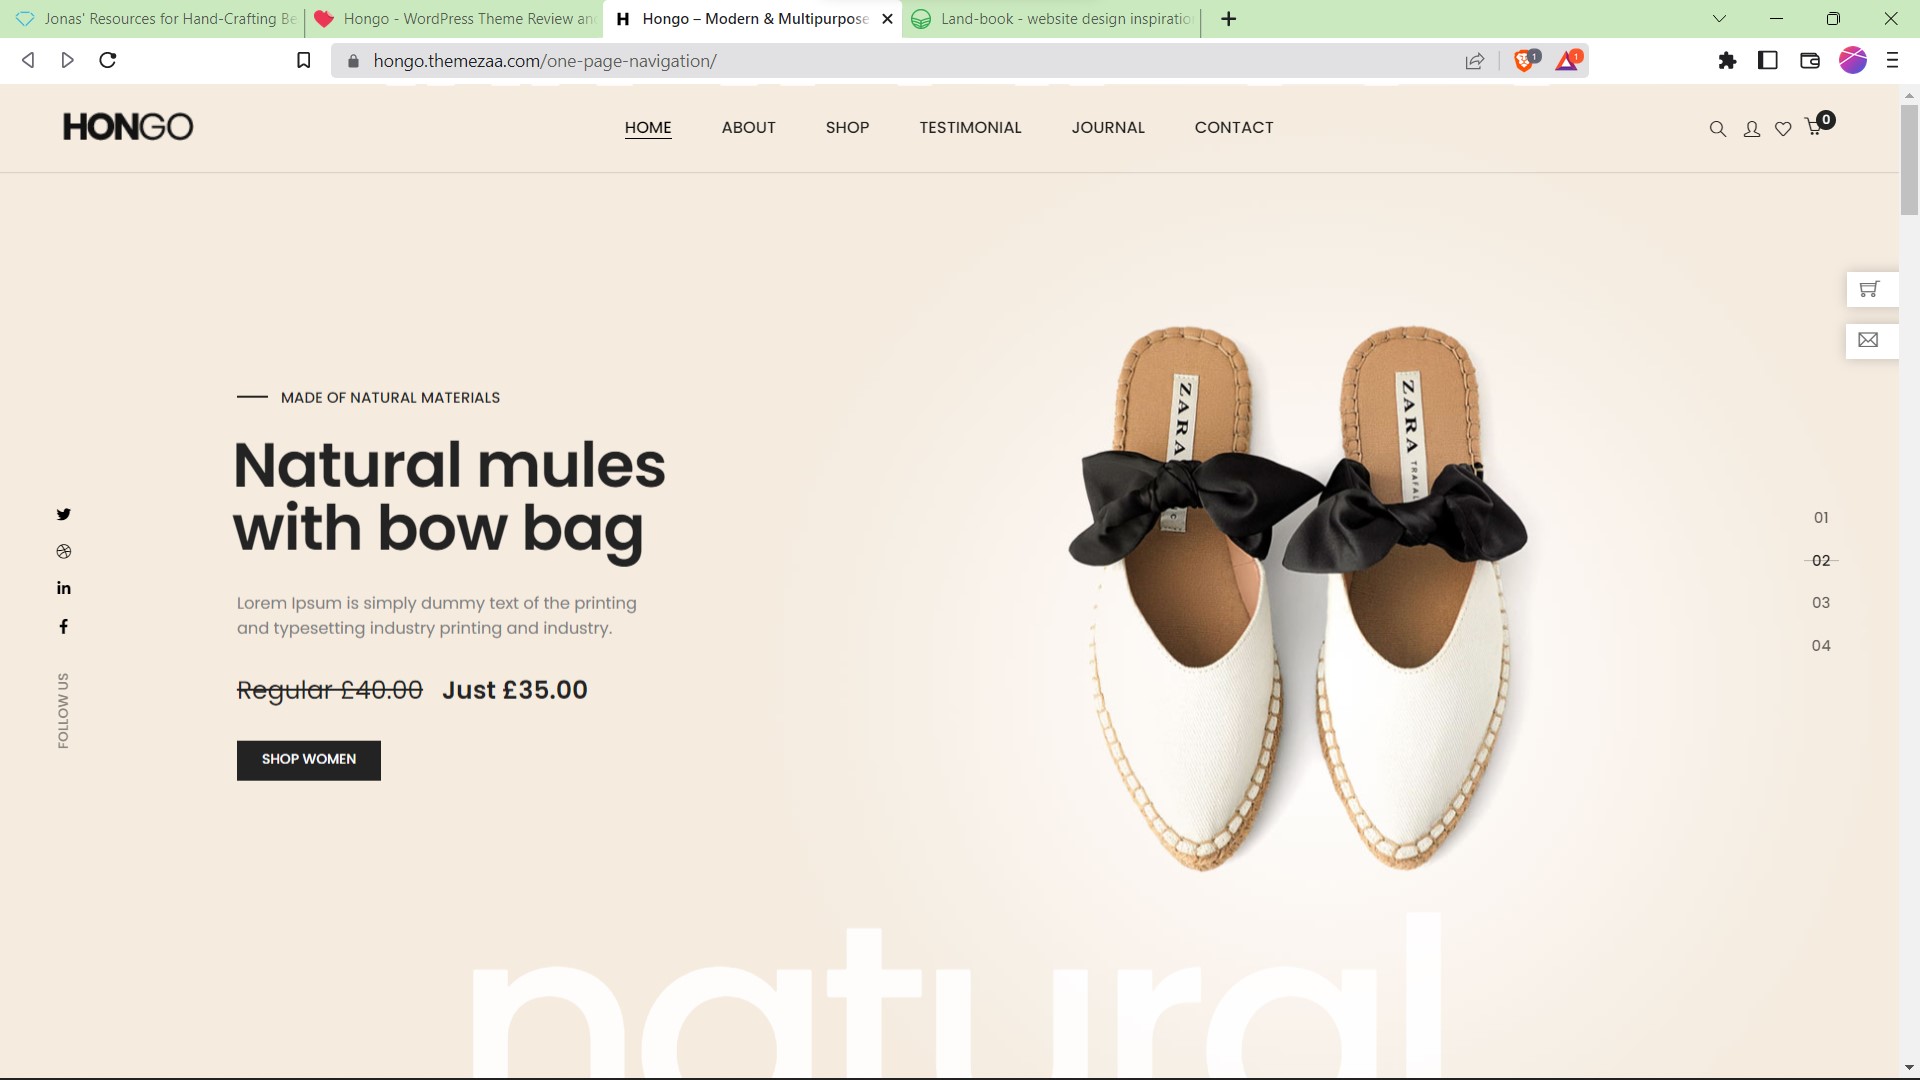 Jonas' Resources for Hand-Crafting Be
Hongo - WordPress Theme Review an
Hongo – Modern & Multipurpose
Land-book - website design inspiratio
hongo.themezaa.com/one-page-navigation/
1
1
HONGO
HOME
ABOUT
SHOP
TESTIMONIAL
JOURNAL
CONTACT
0
MADE OF NATURAL MATERIALS
Natural mules
with bow bag
Lorem Ipsum is simply dummy text of the printing
and typesetting industry printing and industry.
Regular £40.00 Just £35.00
SHOP WOMEN
FOLLOW US
ZARA
ZARA
01
02
03
04
natural